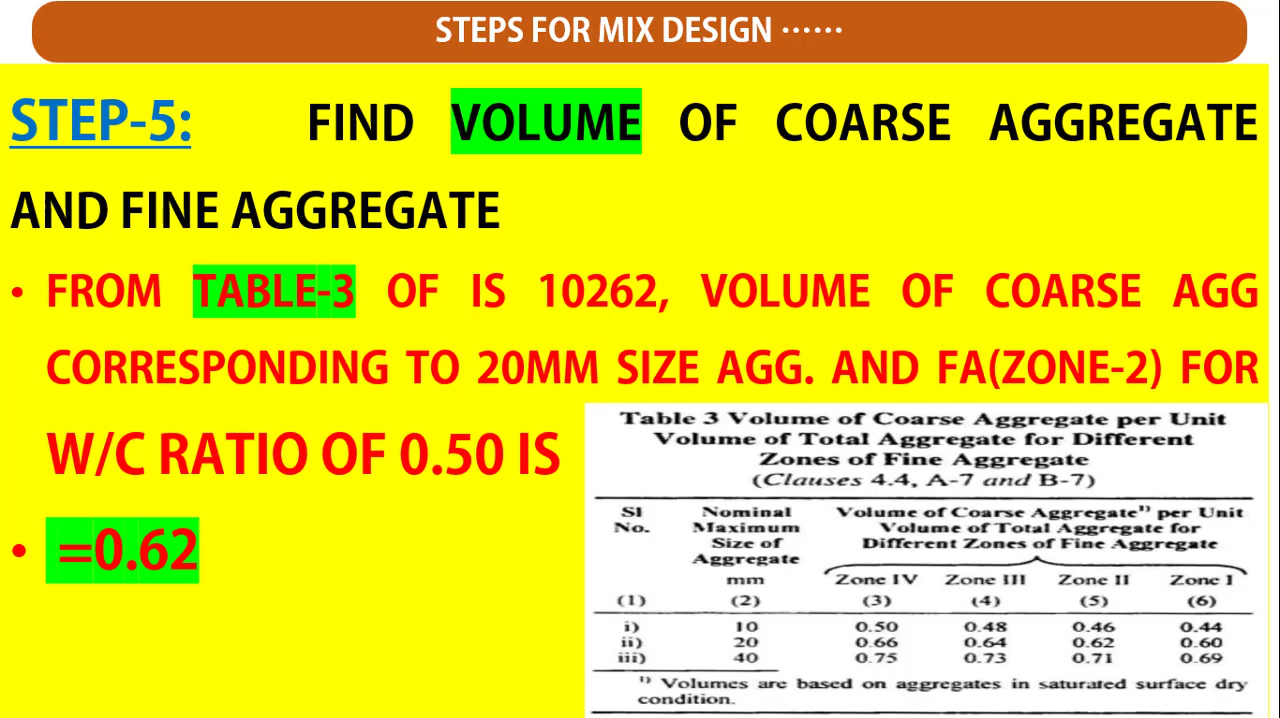 STEPS FOR MIX DESIGN ······
STEP-5: FIND VOLUME OF COARSE AGGREGATE
AND FINE AGGREGATE
• FROM TABLE-3 OF IS 10262, VOLUME OF COARSE AGG
CORRESPONDING TO 20MM SIZE AGG. AND FA(ZONE-2) FOR
W/C RATIO OF 0.50 IS
• =0.62
Table 3 Volume of Coarse Aggregate per Unit
Volume of Total Aggregate for Different
Zones of Fine Aggregate
(Clauses 4.4, A-7 and B-7)
Sl Nominal Volume of Coarse Aggregate¹⁾ per Unit
No. Maximum Volume of Total Aggregate for
Size of Different Zones of Fine Aggregate
Aggregate
mm Zone IV Zone III Zone II Zone I
(1) (2) (3) (4) (5) (6)
i) 10 0.50 0.48 0.46 0.44
ii) 20 0.66 0.64 0.62 0.60
iii) 40 0.75 0.73 0.71 0.69
¹⁾ Volumes are based on aggregates in saturated surface dry
condition.